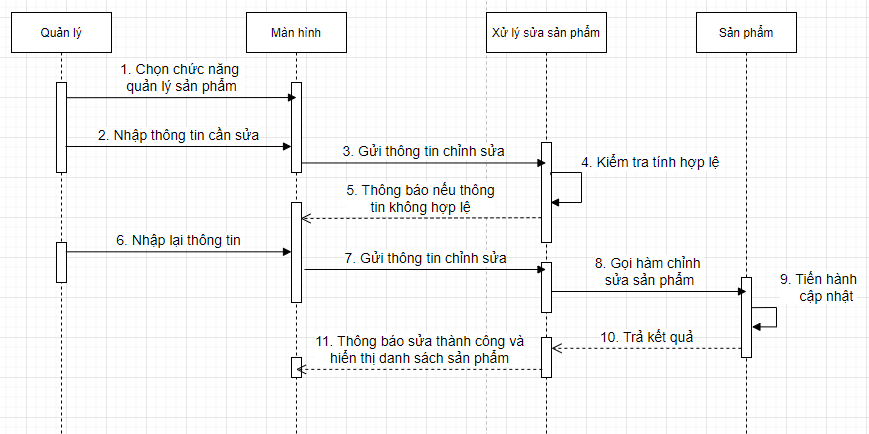 Quản lý
Màn hình
Xử lý sửa sản phẩm
Sản phẩm
1. Chọn chức năng
quản lý sản phẩm
2. Nhập thông tin cần sửa
3. Gửi thông tin chỉnh sửa
4. Kiểm tra tính hợp lệ
5. Thông báo nếu thông
tin không hợp lệ
6. Nhập lại thông tin
7. Gửi thông tin chỉnh sửa
8. Gọi hàm chỉnh
sửa sản phẩm
9. Tiến hành
cập nhật
10. Trả kết quả
11. Thông báo sửa thành công và
hiển thị danh sách sản phẩm